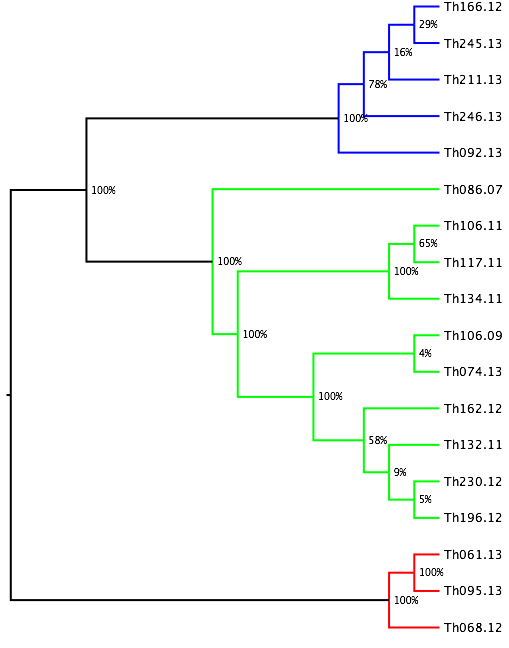 Th166.12
29%
Th245.13
16%
Th211.13
78%
Th246.13
100%
Th092.13
100%
Th086.07
Th106.11
65%
100%
Th117.11
100%
Th134.11
100%
Th106.09
4%
Th074.13
100%
Th162.12
58%
Th132.11
9%
Th230.12
5%
Th196.12
Th061.13
100%
Th095.13
100%
Th068.12